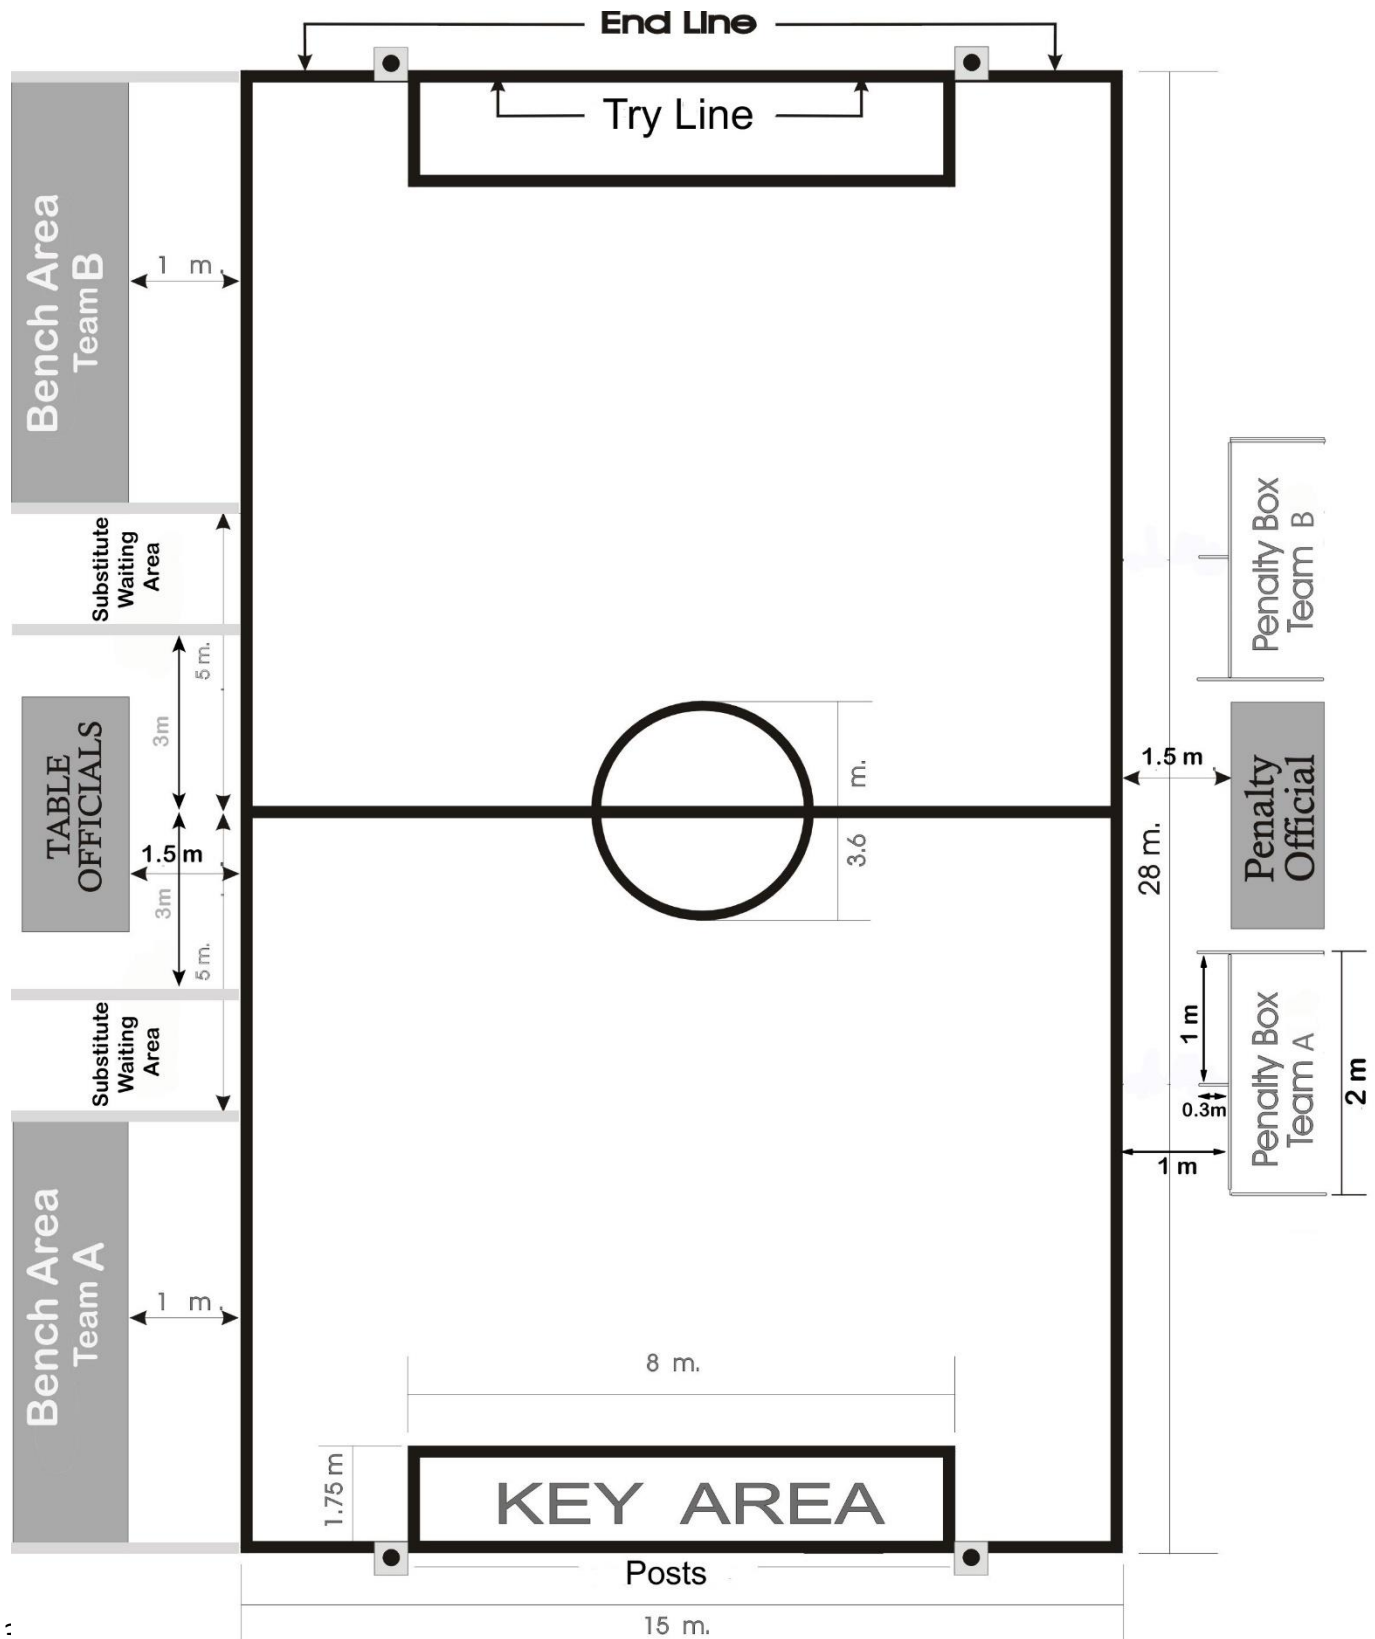 End Line
Try Line
Bench Area
Team B
1 m.
Substitute
Waiting
Area
5 m.
3m
TABLE
OFFICIALS
1.5 m
3m
5 m.
Substitute
Waiting
Area
Bench Area
Team A
1 m.
m.
3.6
1.5 m
28 m.
Penalty Box
Team B
Penalty
Official
1 m
0.3m
1 m
Penalty Box
Team A
2 m
8 m.
1.75 m
KEY AREA
Posts
15 m.